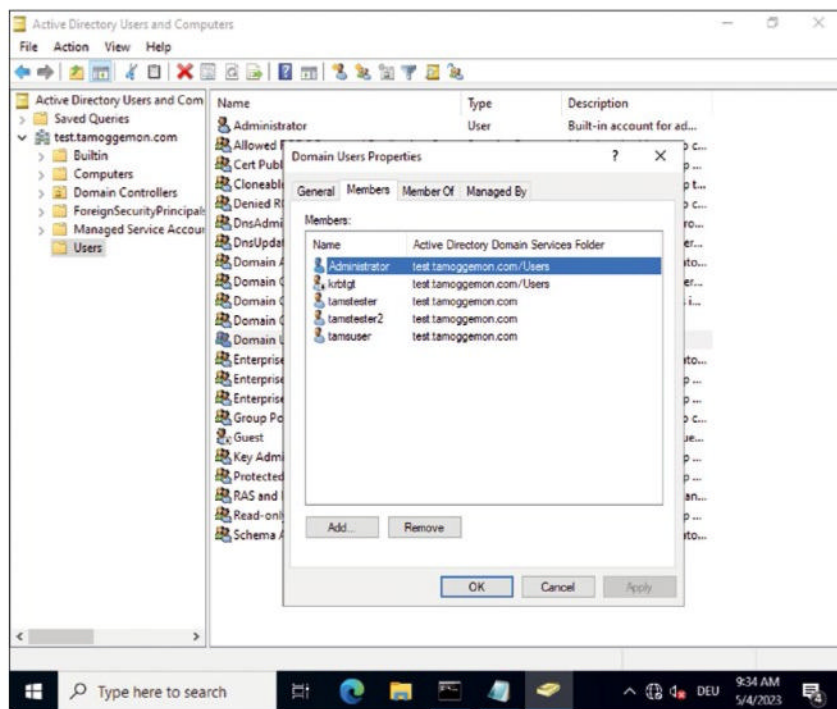 Active Directory Users and Computers
File Action View Help
Active Directory Users and Com
Saved Queries
test.tamoggemon.com
Builtin
Computers
Domain Controllers
ForeignSecurityPrincipals
Managed Service Accour
Users
Name Type Description
Administrator User Built-in account for ad...
Allowed
Cert Publ
Cloneabl
Denied R
DnsAdmi
DnsUpda
Domain
Domain
Domain
Domain
Domain
Enterprise
Enterprise
Enterprise
Group Po
Guest
Key Admi
Protected
RAS and
Read-onl
Schema
Domain Users Properties ? ×
General Members Member Of Managed By
Members:
Name Active Directory Domain Services Folder
Administrator test.tamoggemon.com/Users
krbtgt test.tamoggemon.com/Users
tamstester test.tamoggemon.com
tamstester2 test.tamoggemon.com
tamsuser test.tamoggemon.com
Add... Remove
OK Cancel Apply
Type here to search
DEU
9:34 AM
5/4/2023
4